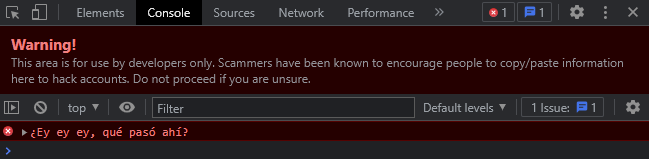 Elements Console Sources Network Performance » 1 1
Warning!
This area is for use by developers only. Scammers have been known to encourage people to copy/paste information
here to hack accounts. Do not proceed if you are unsure.
top Filter Default levels 1 Issue: 1
¿Ey ey ey, qué pasó ahí?